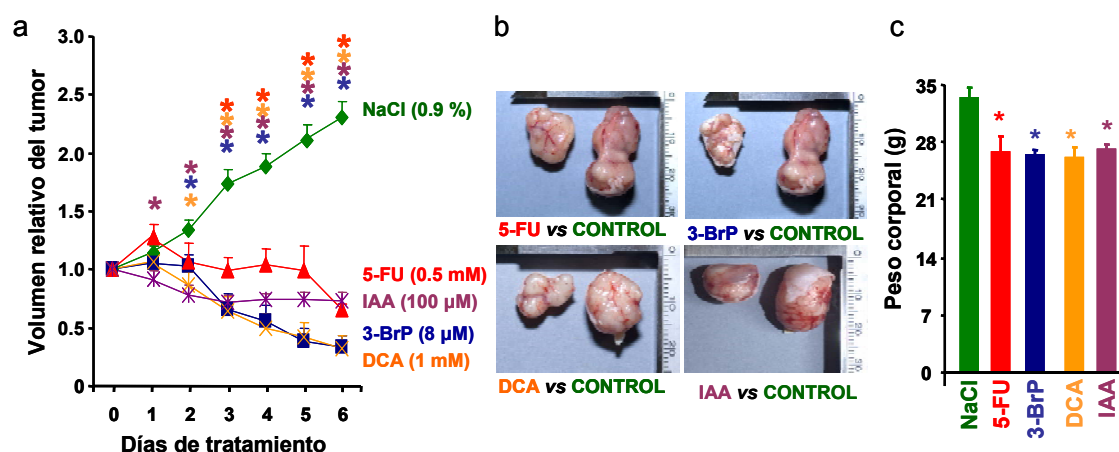 a
Volumen relativo del tumor
3.0
2.5
2.0
1.5
1.0
0.5
0
0 1 2 3 4 5 6
Días de tratamiento
NaCl (0.9 %)
5-FU (0.5 mM)
IAA (100 µM)
3-BrP (8 µM)
DCA (1 mM)
b
5-FU vs CONTROL
3-BrP vs CONTROL
DCA vs CONTROL
IAA vs CONTROL
c
Peso corporal (g)
35
28
21
14
7
0
NaCl
5-FU
3-BrP
DCA
IAA